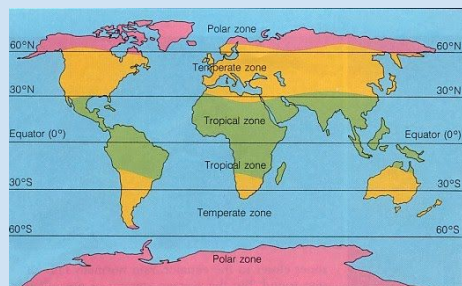 Polar zone
60°N
60°N
Temperate zone
30°N
30°N
Tropical zone
Equator (0°)
Equator (0°)
Tropical zone
30°S
30°S
Temperate zone
60°S
60°S
Polar zone